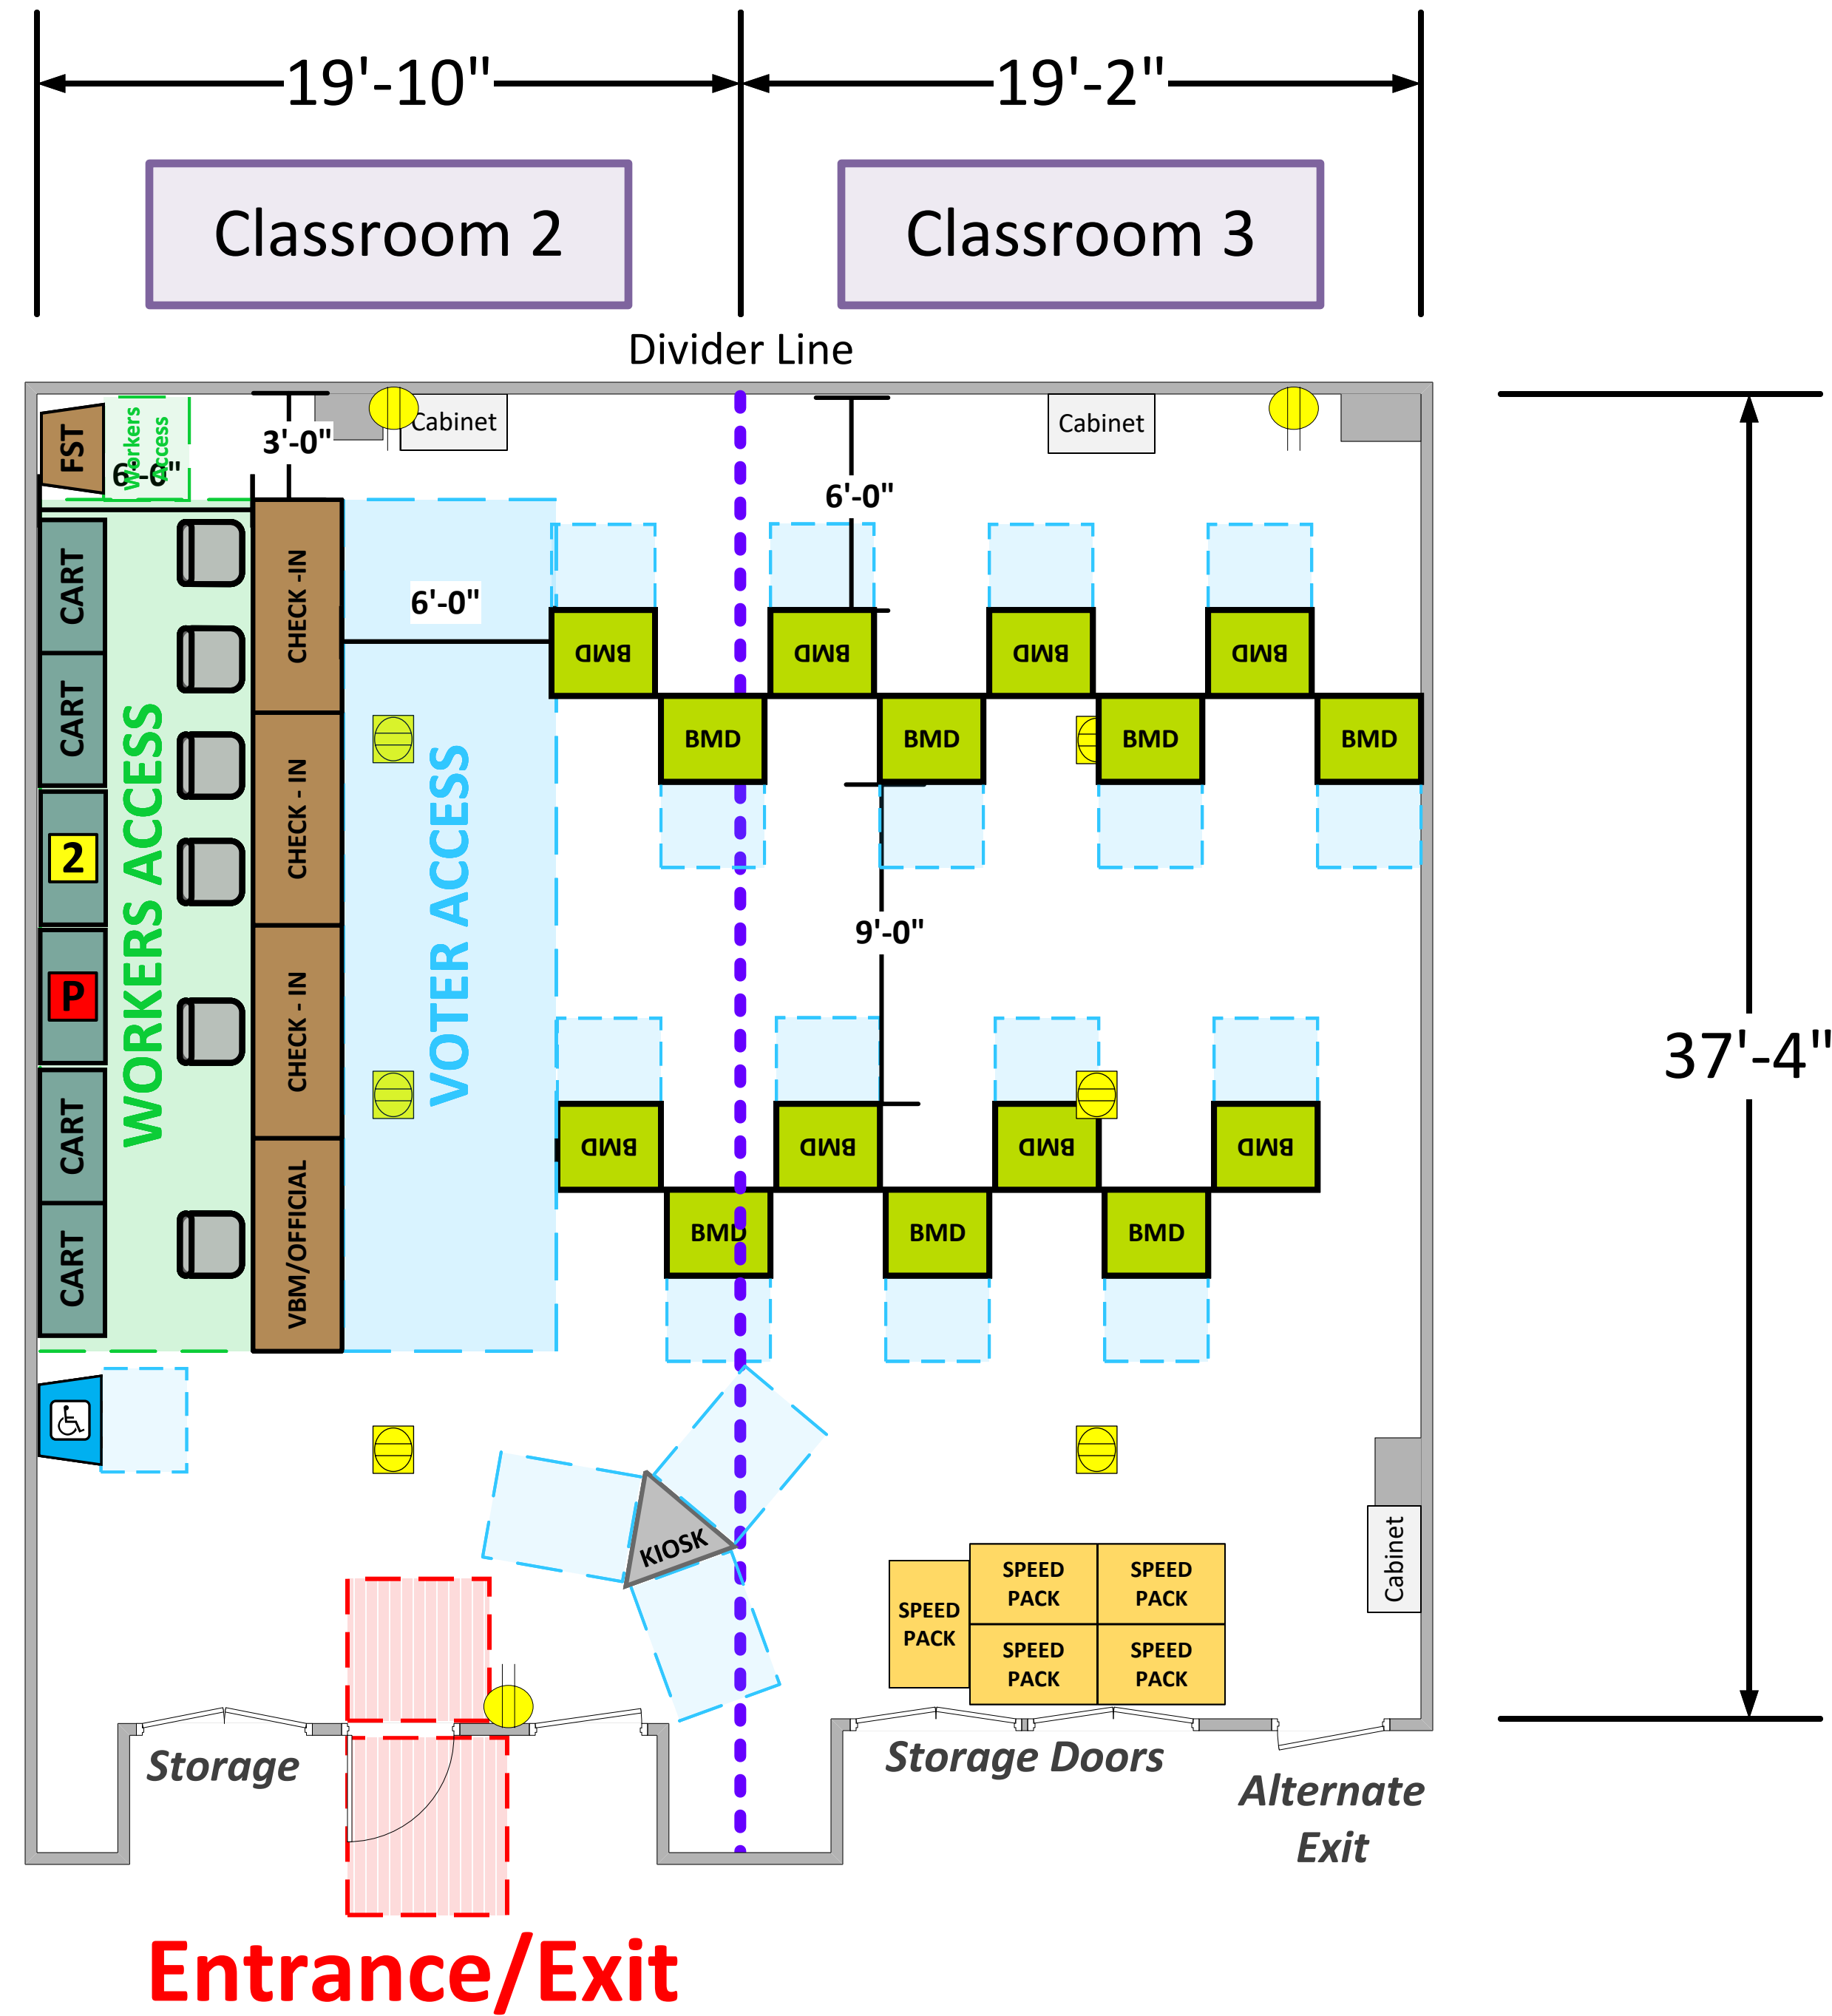 19'-10"
19'-2"
Classroom 2
Classroom 3
Divider Line
FST
Workers
Access
6'-0"
3'-0"
Cabinet
6'-0"
Cabinet
CART
CART
2
P
CART
CART
WORKERS ACCESS
CHECK -IN
CHECK - IN
CHECK - IN
VBM/OFFICIAL
6'-0"
VOTER ACCESS
BMD
BMD
BMD
BMD
BMD
BMD
BMD
BMD
9'-0"
37'-4"
BMD
BMD
BMD
BMD
BMD
BMD
BMD
KIOSK
Cabinet
SPEED
PACK
SPEED
PACK
SPEED
PACK
SPEED
PACK
SPEED
PACK
Storage
Storage Doors
Alternate
Exit
Entrance/Exit